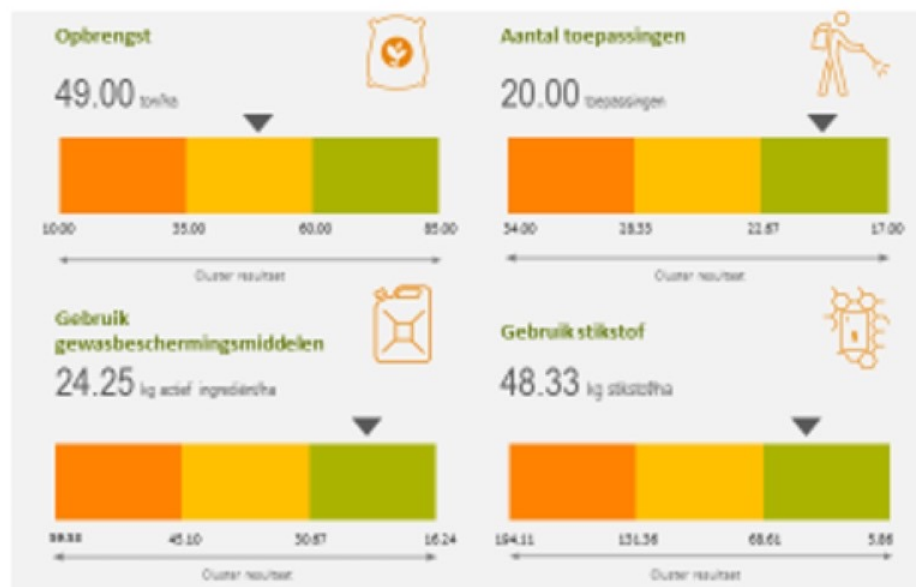 Opbrengst
49.00 ton/ha
10.00 35.00 60.00 85.00
Cluster resultaat
Aantal toepassingen
20.00 toepassingen
34.00 28.33 22.67 17.00
Cluster resultaat
Gebruik
gewasbeschermingsmiddelen
24.25 kg actief ingrediënt/ha
45.10 30.67 16.24
Cluster resultaat
Gebruik stikstof
48.33 kg stikstof/ha
194.11 131.36 68.61 5.86
Cluster resultaat